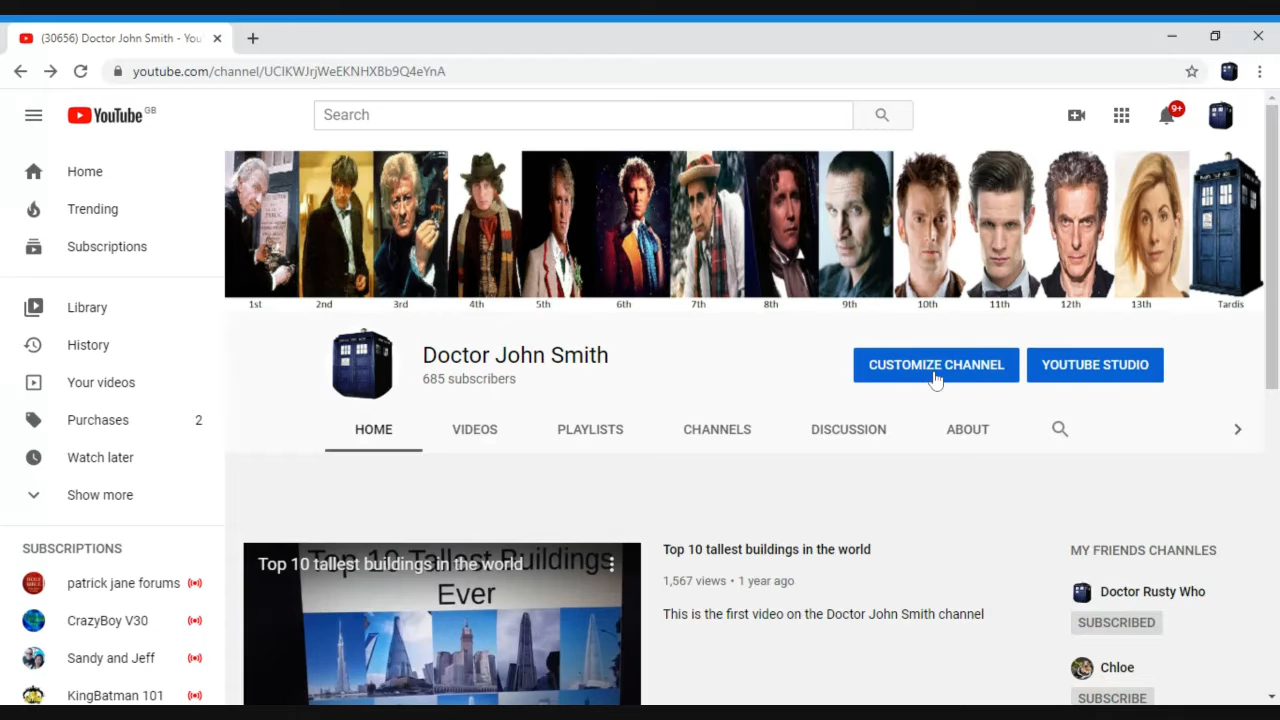 (30656) Doctor John Smith - You
youtube.com/channel/UCIKWJrjWeEKNHXBb9Q4eYnA
YouTube GB
Search
9+
Home
Trending
Subscriptions
Library
History
Your videos
Purchases 2
Watch later
Show more
SUBSCRIPTIONS
patrick jane forums
CrazyBoy V30
Sandy and Jeff
KingBatman 101
1st 2nd 3rd 4th 5th 6th 7th 8th 9th 10th 11th 12th 13th Tardis
Doctor John Smith
685 subscribers
CUSTOMIZE CHANNEL YOUTUBE STUDIO
HOME VIDEOS PLAYLISTS CHANNELS DISCUSSION ABOUT
Top 10 Tallest Buildings
Ever
Top 10 tallest buildings in the world
Top 10 tallest buildings in the world
1,567 views • 1 year ago
This is the first video on the Doctor John Smith channel
MY FRIENDS CHANNLES
Doctor Rusty Who
SUBSCRIBED
Chloe
SUBSCRIBE